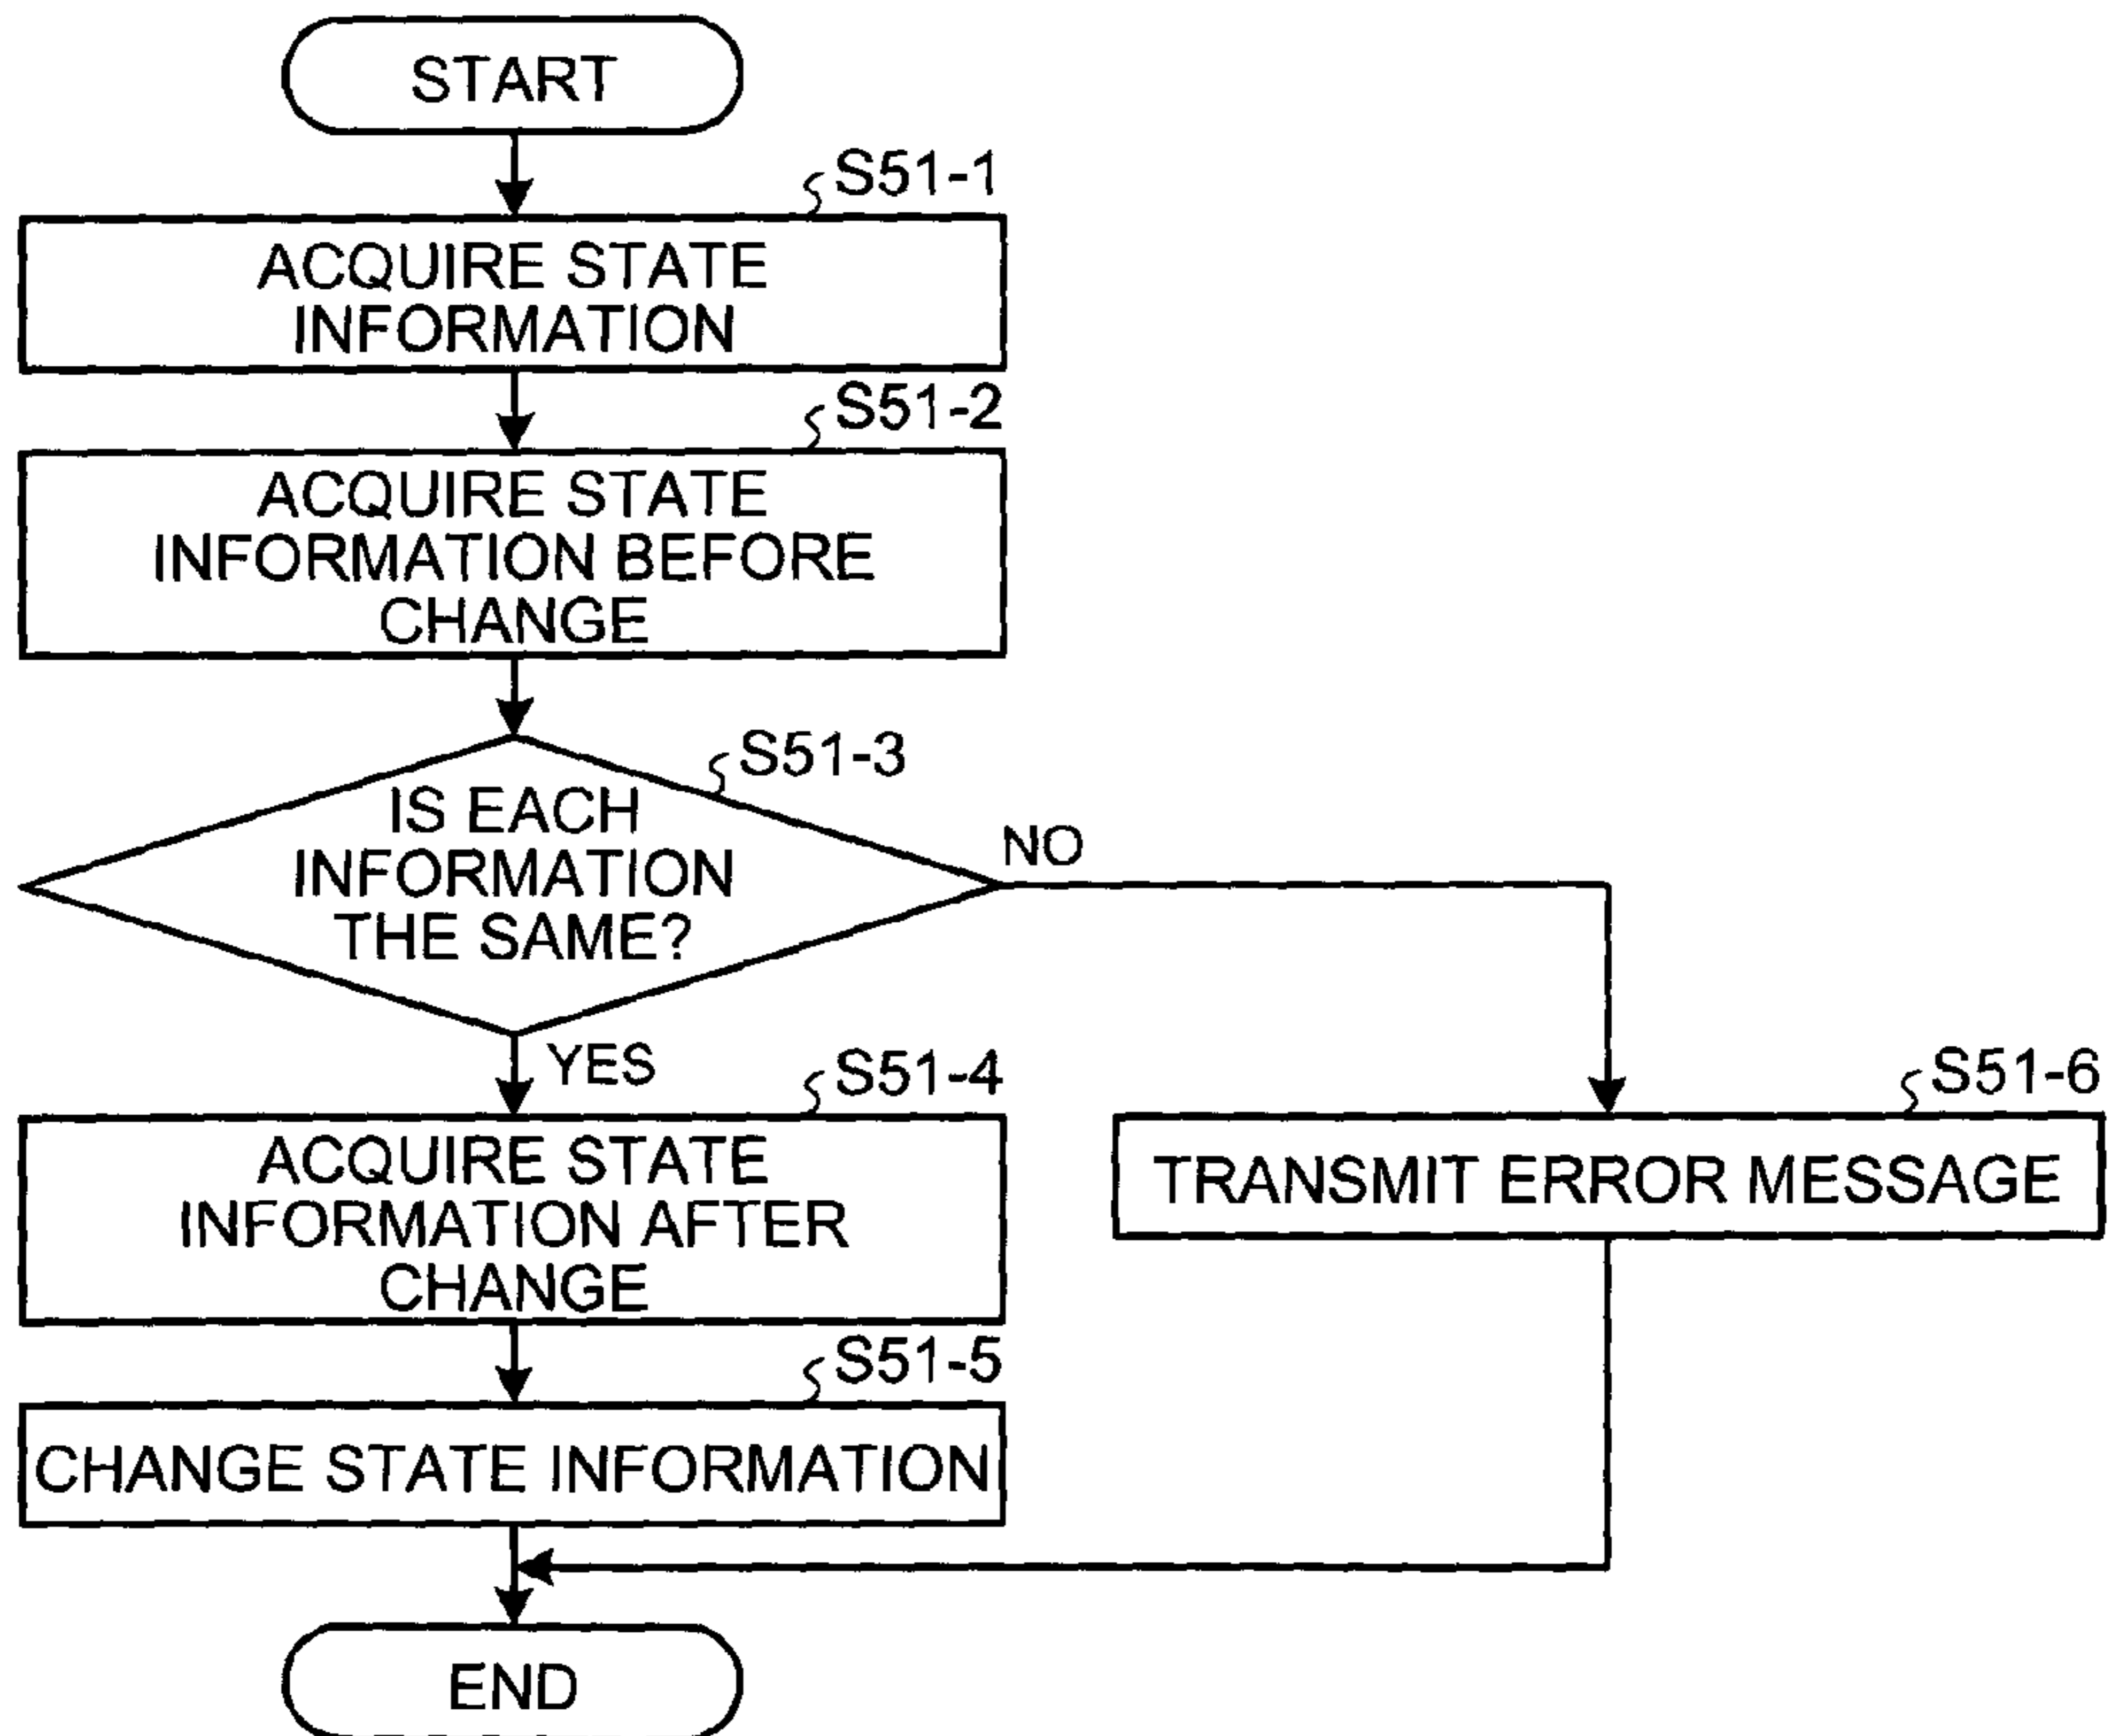 START
S51-1
ACQUIRE STATE
INFORMATION
S51-2
ACQUIRE STATE
INFORMATION BEFORE
CHANGE
S51-3
IS EACH
INFORMATION
THE SAME?
NO
YES
S51-4
ACQUIRE STATE
INFORMATION AFTER
CHANGE
S51-6
TRANSMIT ERROR MESSAGE
S51-5
CHANGE STATE INFORMATION
END